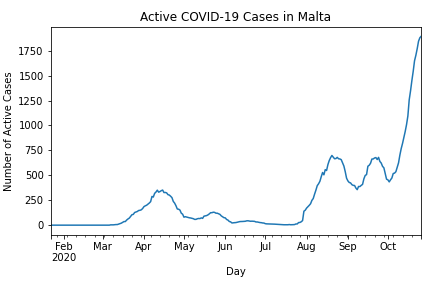 Active COVID-19 Cases in Malta
Number of Active Cases
1750
1500
1250
1000
750
500
250
0
Feb Mar Apr May Jun Jul Aug Sep Oct
2020
Day